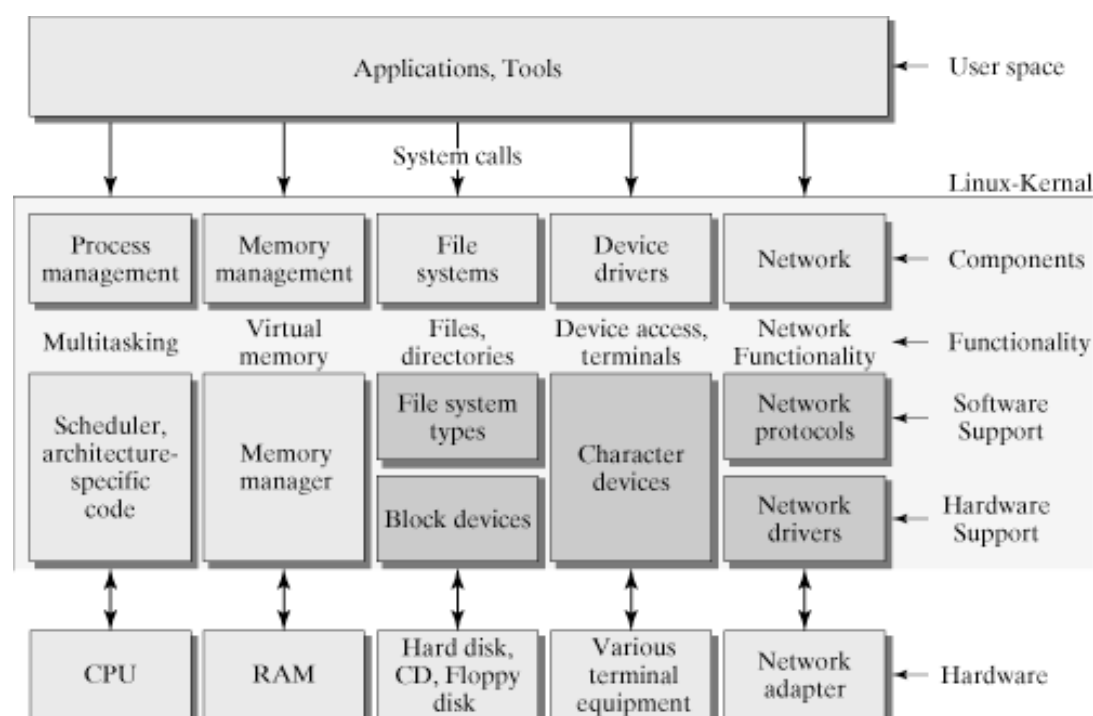 Applications, Tools
User space
System calls
Linux-Kernal
Process
management
Memory
management
File
systems
Device
drivers
Network
Components
Multitasking
Virtual
memory
Files,
directories
Device access,
terminals
Network
Functionality
Functionality
Scheduler,
architecture-
specific
code
Memory
manager
File system
types
Block devices
Character
devices
Network
protocols
Network
drivers
Software
Support
Hardware
Support
CPU
RAM
Hard disk,
CD, Floppy
disk
Various
terminal
equipment
Network
adapter
Hardware